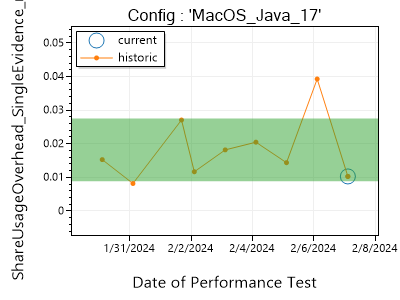 Config : 'MacOS_Java_17'
ShareUsageOverhead_SingleEvidence_
0.05
0.04
0.03
0.02
0.01
0
current
historic
1/31/2024
2/2/2024
2/4/2024
2/6/2024
2/8/2024
Date of Performance Test